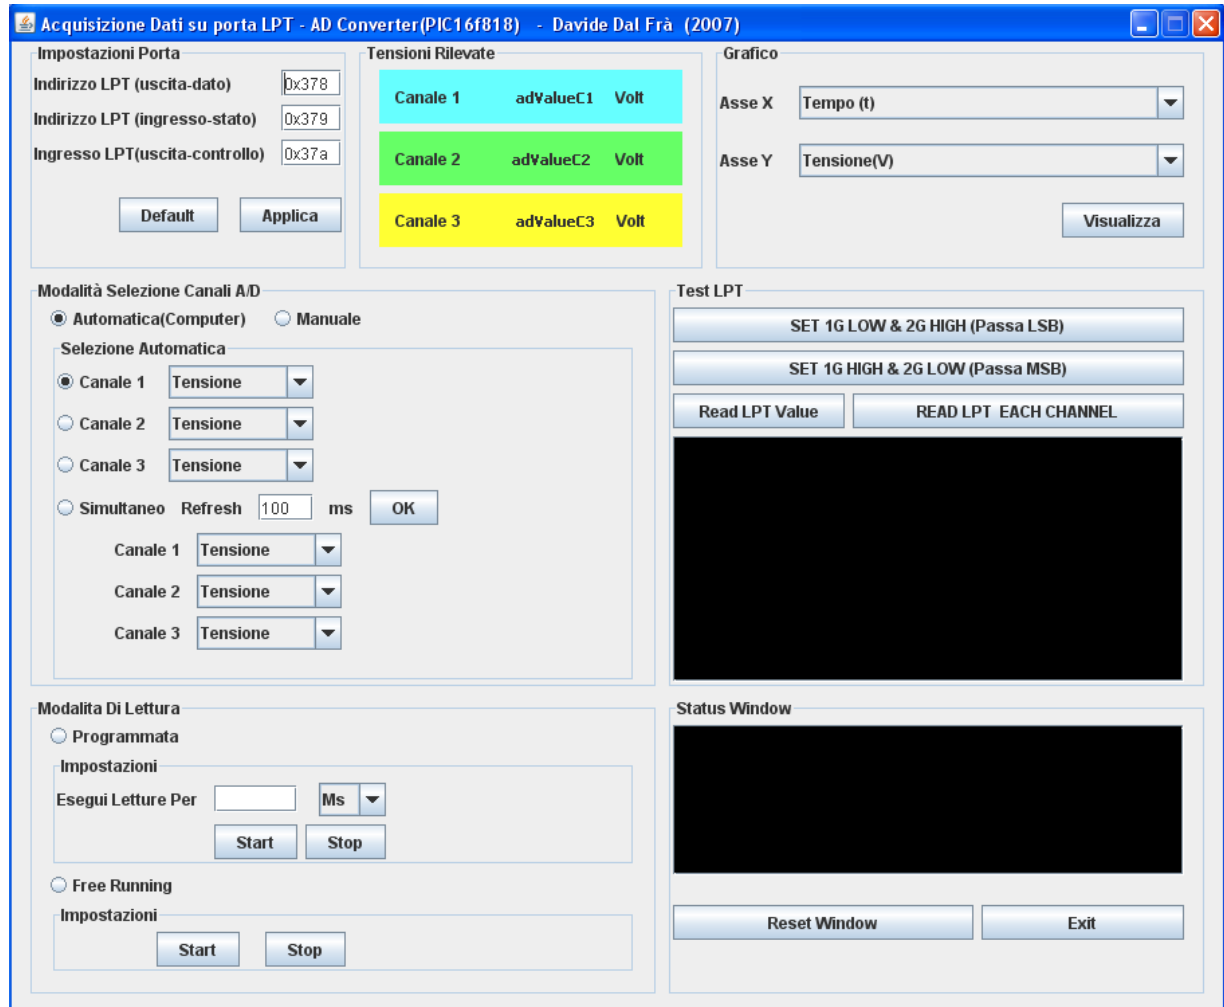 Acquisizione Dati su porta LPT - AD Converter(PIC16f818) - Davide Dal Frà (2007)
Impostazioni Porta
Indirizzo LPT (uscita-dato) 0x378
Indirizzo LPT (ingresso-stato) 0x379
Ingresso LPT(uscita-controllo) 0x37a
Default Applica
Tensioni Rilevate
Canale 1 adValueC1 Volt
Canale 2 adValueC2 Volt
Canale 3 adValueC3 Volt
Grafico
Asse X Tempo (t)
Asse Y Tensione(V)
Visualizza
Modalità Selezione Canali A/D
Automatica(Computer) Manuale
Selezione Automatica
Canale 1 Tensione
Canale 2 Tensione
Canale 3 Tensione
Simultaneo Refresh 100 ms OK
Canale 1 Tensione
Canale 2 Tensione
Canale 3 Tensione
Test LPT
SET 1G LOW & 2G HIGH (Passa LSB)
SET 1G HIGH & 2G LOW (Passa MSB)
Read LPT Value READ LPT EACH CHANNEL
Modalita Di Lettura
Programmata
Impostazioni
Esegui Letture Per Ms
Start Stop
Free Running
Impostazioni
Start Stop
Status Window
Reset Window Exit